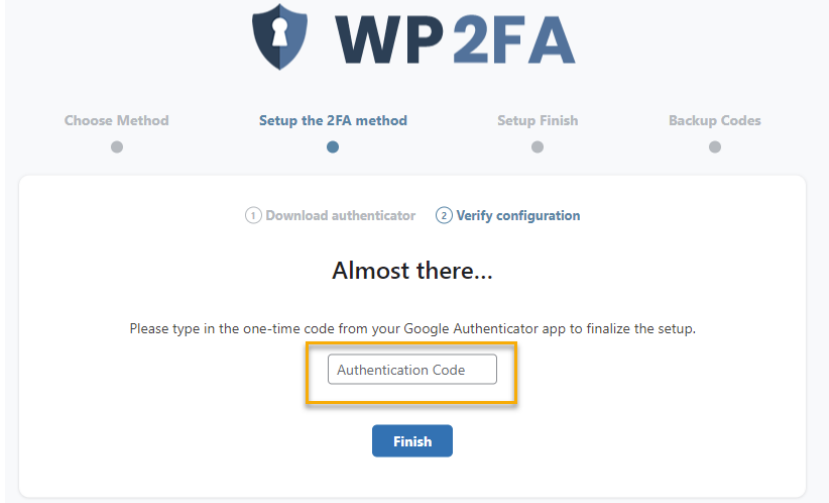 WP2FA
Choose Method
Setup the 2FA method
Setup Finish
Backup Codes
1 Download authenticator
2 Verify configuration
Almost there...
Please type in the one-time code from your Google Authenticator app to finalize the setup.
Authentication Code
Finish